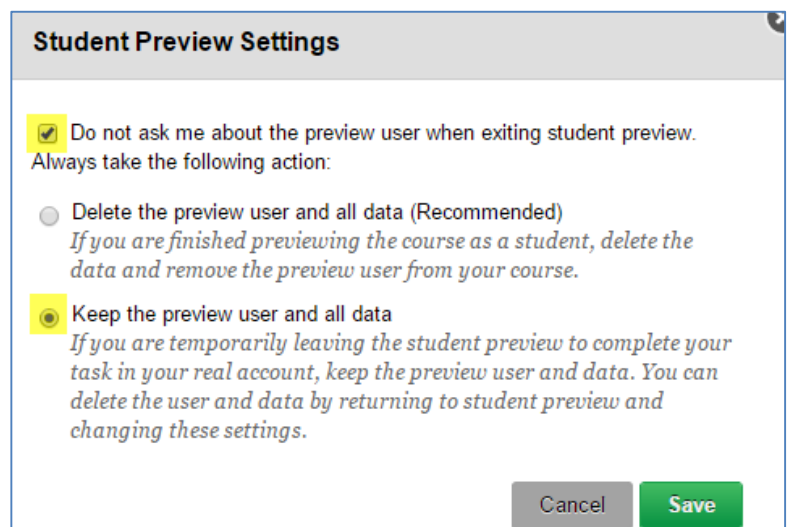 Student Preview Settings
Do not ask me about the preview user when exiting student preview.
Always take the following action:
Delete the preview user and all data (Recommended)
If you are finished previewing the course as a student, delete the
data and remove the preview user from your course.
Keep the preview user and all data
If you are temporarily leaving the student preview to complete your
task in your real account, keep the preview user and data. You can
delete the user and data by returning to student preview and
changing these settings.
Cancel Save